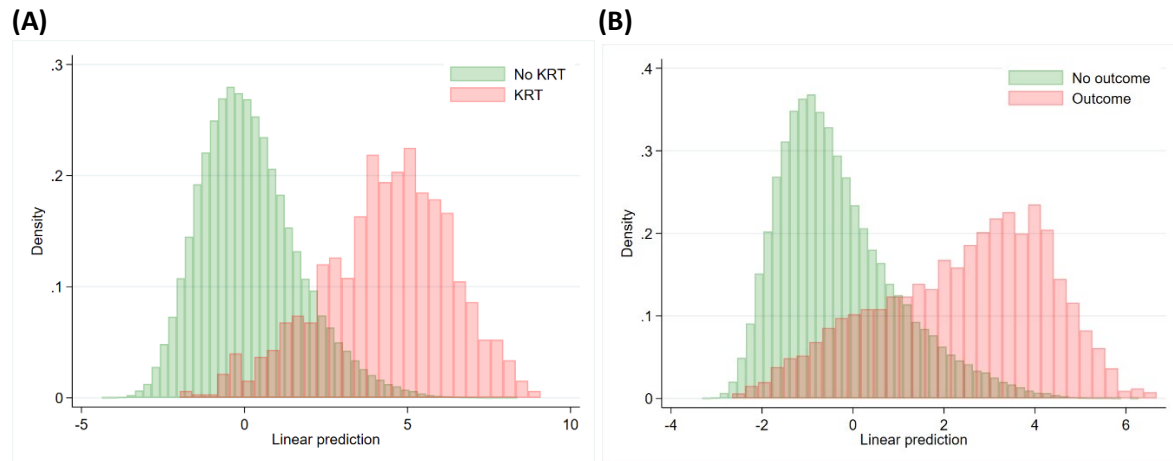 (A)
.3
.2
.1
0
Density
-5
0
5
10
Linear prediction
No KRT
KRT
(B)
.4
.3
.2
.1
0
Density
-4
-2
0
2
4
6
Linear prediction
No outcome
Outcome